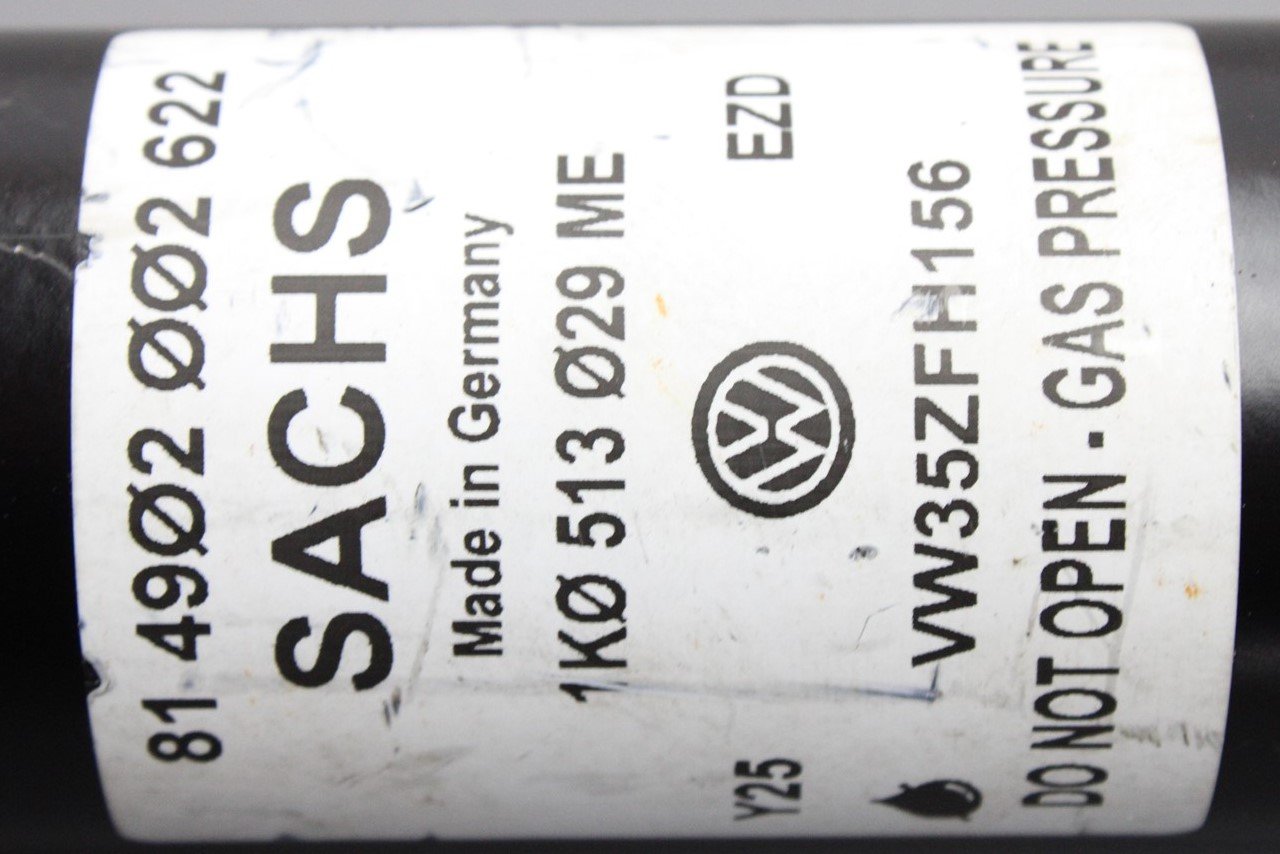 81 49Ø2 ØØ2 622
SACHS
Made in Germany
1KØ 513 Ø29 ME
Y25 EZD
VW35ZFH156
DO NOT OPEN - GAS PRESSURE